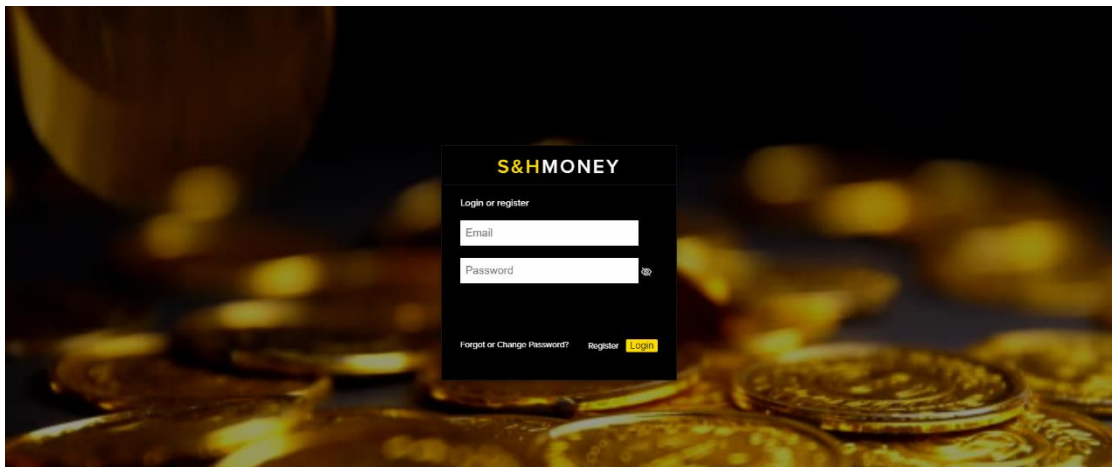 S&HMONEY
Login or register
Email
Password
Forgot or Change Password?
Register Login